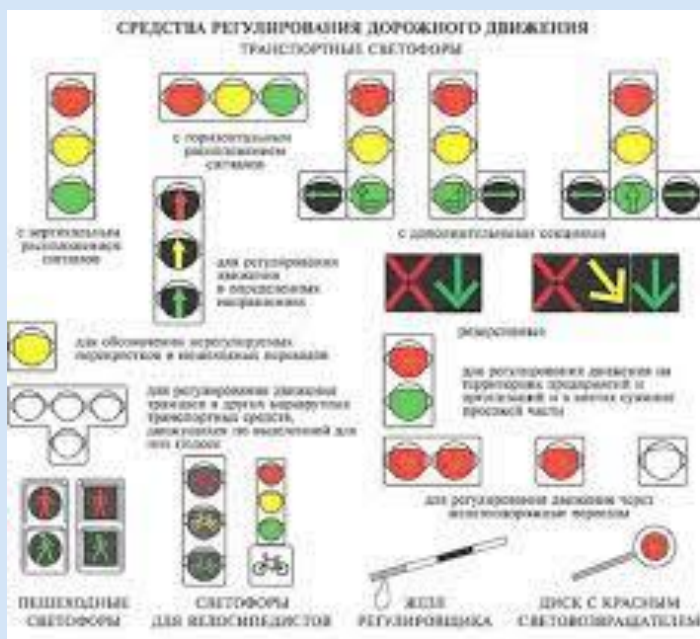 СРЕДСТВА РЕГУЛИРОВАНИЯ ДОРОЖНОГО ДВИЖЕНИЯ
ТРАНСПОРТНЫЕ СВЕТОФОРЫ
с горизонтальным
расположением
сигналов
с вертикальным
расположением
сигналов
с дополнительными секциями
для регулирования
движения
в определенных
направлениях
реверсивные
для обозначения нерегулируемых
перекрестков и пешеходных переходов
для регулирования движения на
территориях предприятий и
организаций и в местах сужения
проезжей части
для регулирования движения
трамваев и других маршрутных
транспортных средств,
движущихся по выделенной для
них полосе
для регулирования движения через
железнодорожные переезды
ПЕШЕХОДНЫЕ
СВЕТОФОРЫ
СВЕТОФОРЫ
ДЛЯ ВЕЛОСИПЕДИСТОВ
ЖЕЗЛ
РЕГУЛИРОВЩИКА
ДИСК С КРАСНЫМ
СВЕТОВОЗВРАЩАТЕЛЕМ